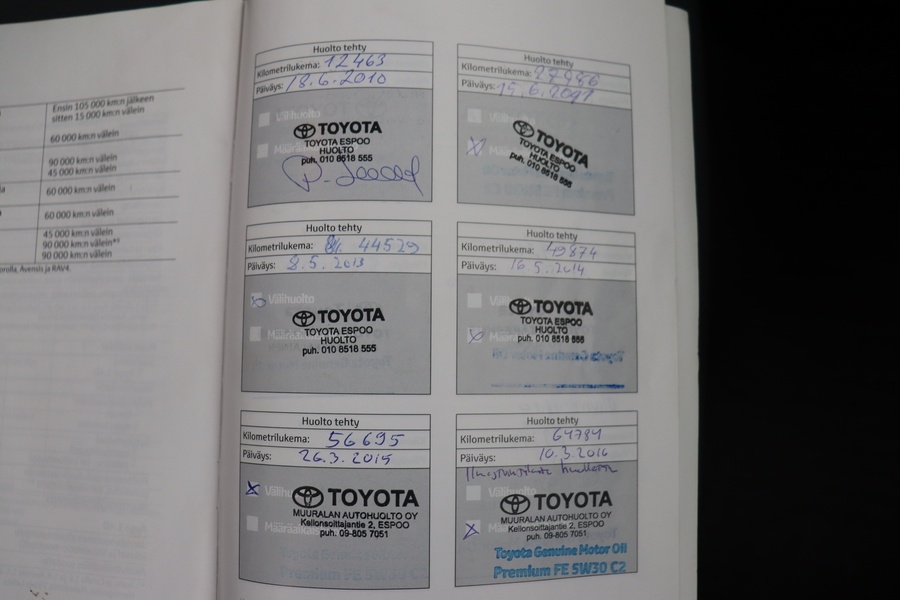 Ensin 105 000 km:n jälkeen
sitten 15 000 km:n välein
60 000 km:n välein
90 000 km:n välein
45 000 km:n välein
60 000 km:n välein
60 000 km:n välein
45 000 km:n välein
90 000 km:n välein*³
90 000 km:n välein
Avensis ja RAV4.
Huolto tehty
Kilometrilukema: 12463
Päiväys: 18.6.2010
Välihuolto
TOYOTA
TOYOTA ESPOO
HUOLTO
puh. 010 8518 555
Huolto tehty
Kilometrilukema:
Päiväys: 15.6.
TOYOTA
TOYOTA ESPOO
HUOLTO
puh. 010 8518 555
Huolto tehty
Kilometrilukema: 44529
Päiväys: 8.5.2013
Välihuolto
TOYOTA
TOYOTA ESPOO
HUOLTO
puh. 010 8518 555
Huolto tehty
Kilometrilukema: 49874
Päiväys: 16.5.2014
TOYOTA
TOYOTA ESPOO
HUOLTO
puh. 010 8518 555
Huolto tehty
Kilometrilukema: 56695
Päiväys: 26.3.2015
TOYOTA
MUURALAN AUTOHUOLTO OY
Kellonsoittajantie 2, ESPOO
puh. 09-805 7051
Huolto tehty
Kilometrilukema: 64784
Päiväys: 10.3.2016
TOYOTA
MUURALAN AUTOHUOLTO OY
Kellonsoittajantie 2, ESPOO
puh. 09-805 7051
Toyota Genuine Motor Oil
Premium FE 5W30 C2